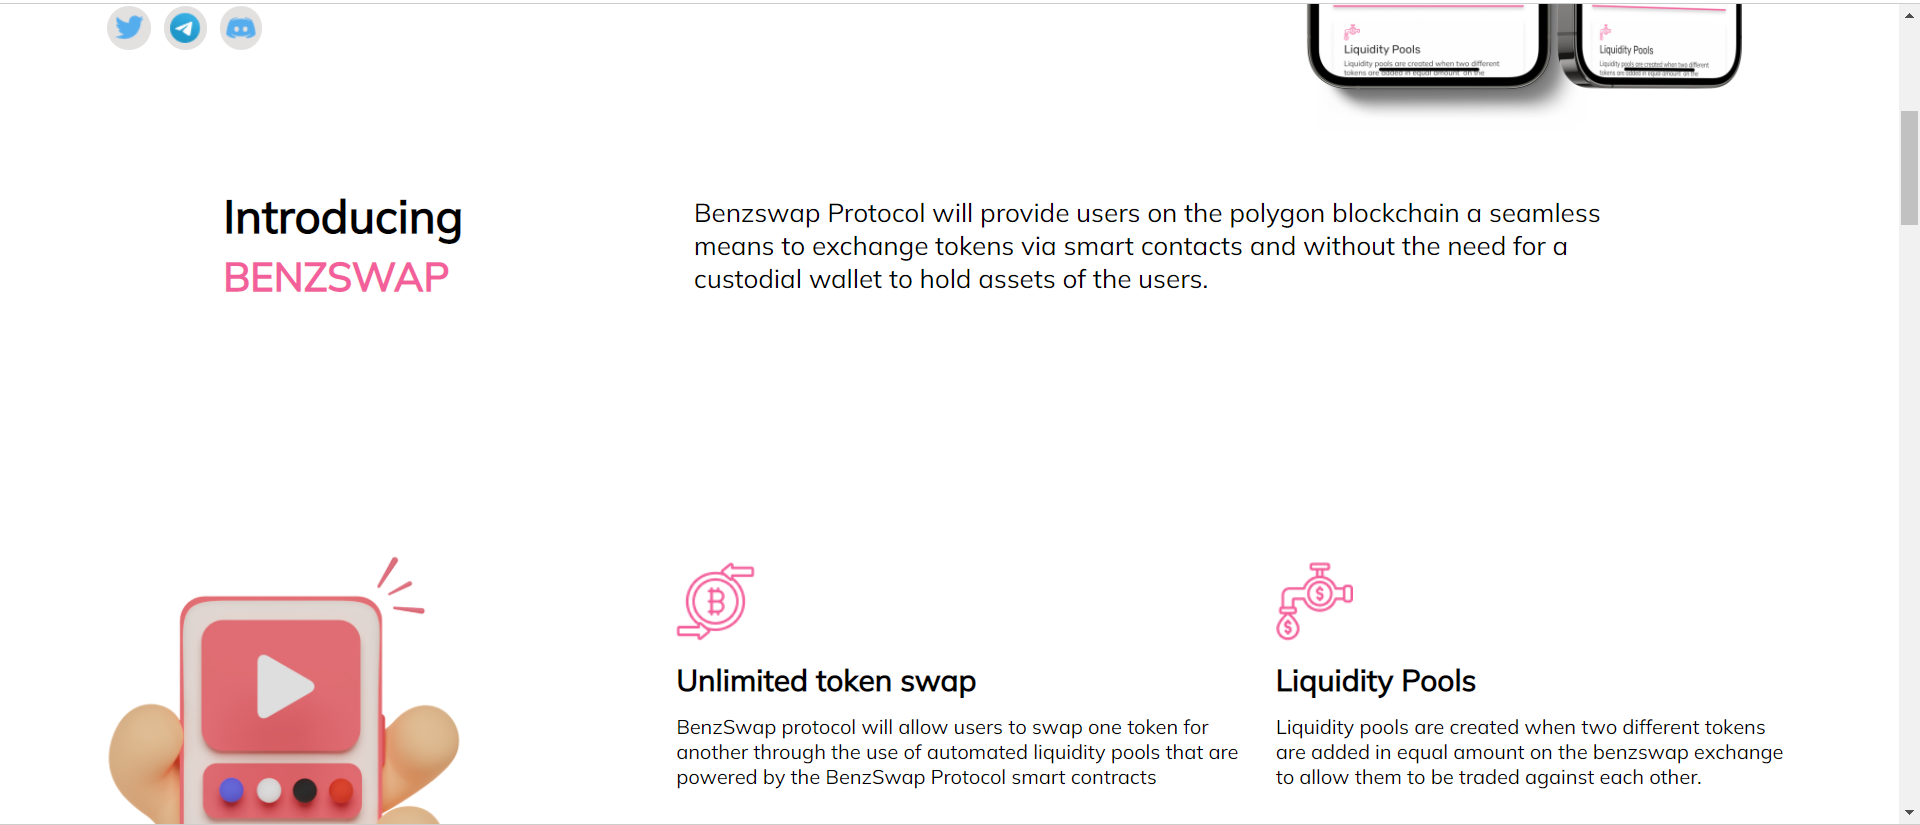 Liquidity Pools
Liquidity pools are created when two different
tokens are added in equal amount on the
Liquidity Pools
Liquidity pools are created when two different
tokens are added in equal amount on the
Introducing
BENZSWAP
Benzswap Protocol will provide users on the polygon blockchain a seamless
means to exchange tokens via smart contacts and without the need for a
custodial wallet to hold assets of the users.
Unlimited token swap
BenzSwap protocol will allow users to swap one token for
another through the use of automated liquidity pools that are
powered by the BenzSwap Protocol smart contracts
Liquidity Pools
Liquidity pools are created when two different tokens
are added in equal amount on the benzswap exchange
to allow them to be traded against each other.